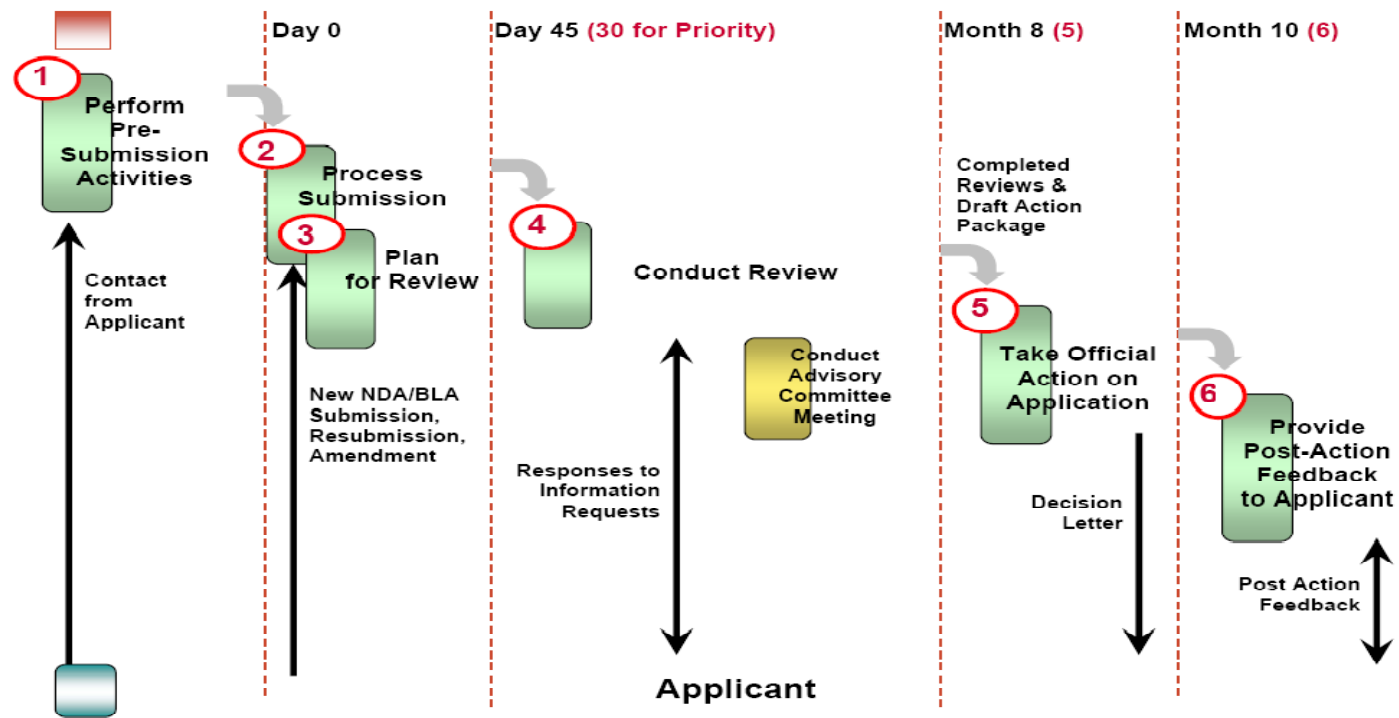 Day 0
Day 45 (30 for Priority)
Month 8 (5)
Month 10 (6)
1
Perform
Pre-
Submission
Activities
Contact
from
Applicant
2
Process
Submission
3
Plan
for Review
New NDA/BLA
Submission,
Resubmission,
Amendment
4
Conduct Review
Conduct
Advisory
Committee
Meeting
Responses to
Information
Requests
Completed
Reviews &
Draft Action
Package
5
Take Official
Action on
Application
Decision
Letter
6
Provide
Post-Action
Feedback
to Applicant
Post Action
Feedback
Applicant